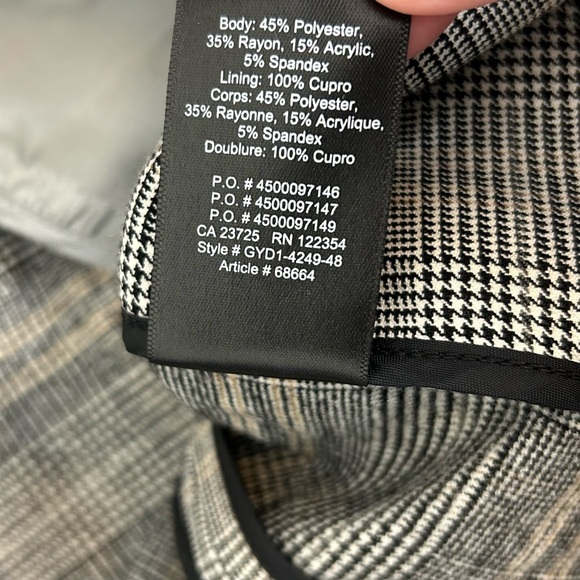 Body: 45% Polyester,
35% Rayon, 15% Acrylic,
5% Spandex
Lining: 100% Cupro
Corps: 45% Polyester,
35% Rayonne, 15% Acrylique,
5% Spandex
Doublure: 100% Cupro
P.O. # 4500097146
P.O. # 4500097147
P.O. # 4500097149
CA 23725 RN 122354
Style # GYD1-4249-48
Article # 68664